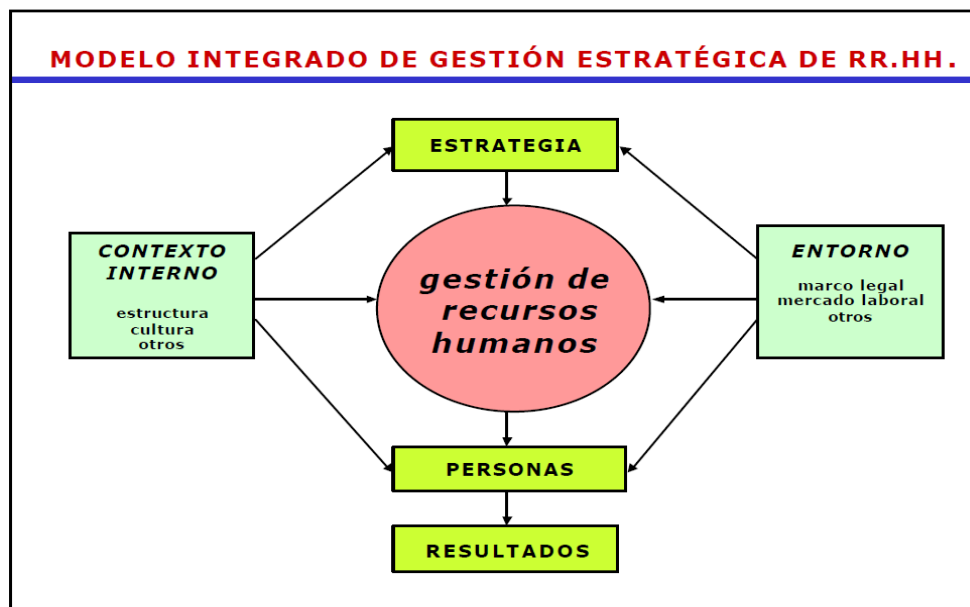 MODELO INTEGRADO DE GESTIÓN ESTRATÉGICA DE RR.HH.
ESTRATEGIA
CONTEXTO
INTERNO
estructura
cultura
otros
gestión de
recursos
humanos
ENTORNO
marco legal
mercado laboral
otros
PERSONAS
RESULTADOS